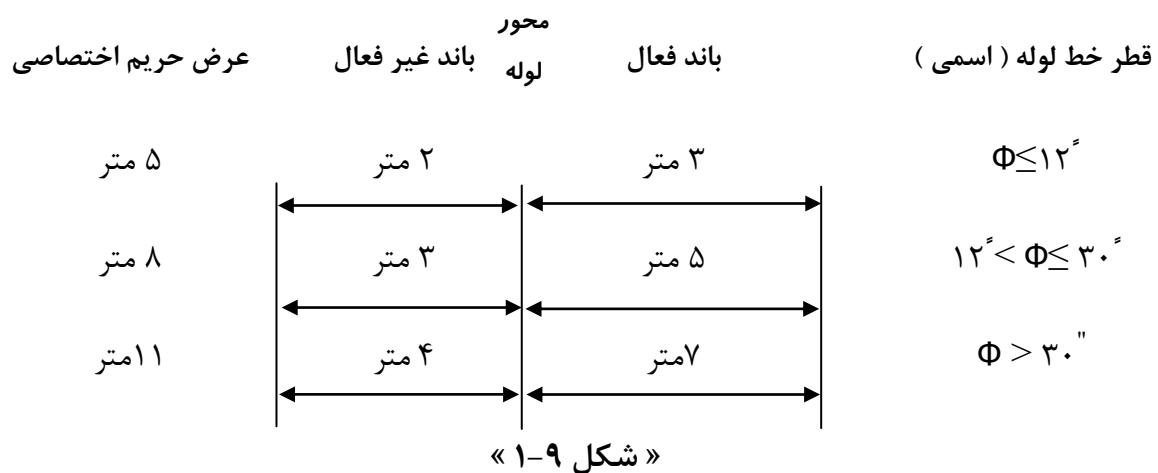 قطر خط لوله ( اسمی ) باند فعال محور لوله باند غیر فعال عرض حریم اختصاصی
Φ≤۱۲ً ۳ متر ۲ متر ۵ متر
۱۲ً < Φ≤ ۳۰ً ۵ متر ۳ متر ۸ متر
Φ > ۳۰" ۷متر ۴ متر ۱۱متر
« شکل ۹-۱ »